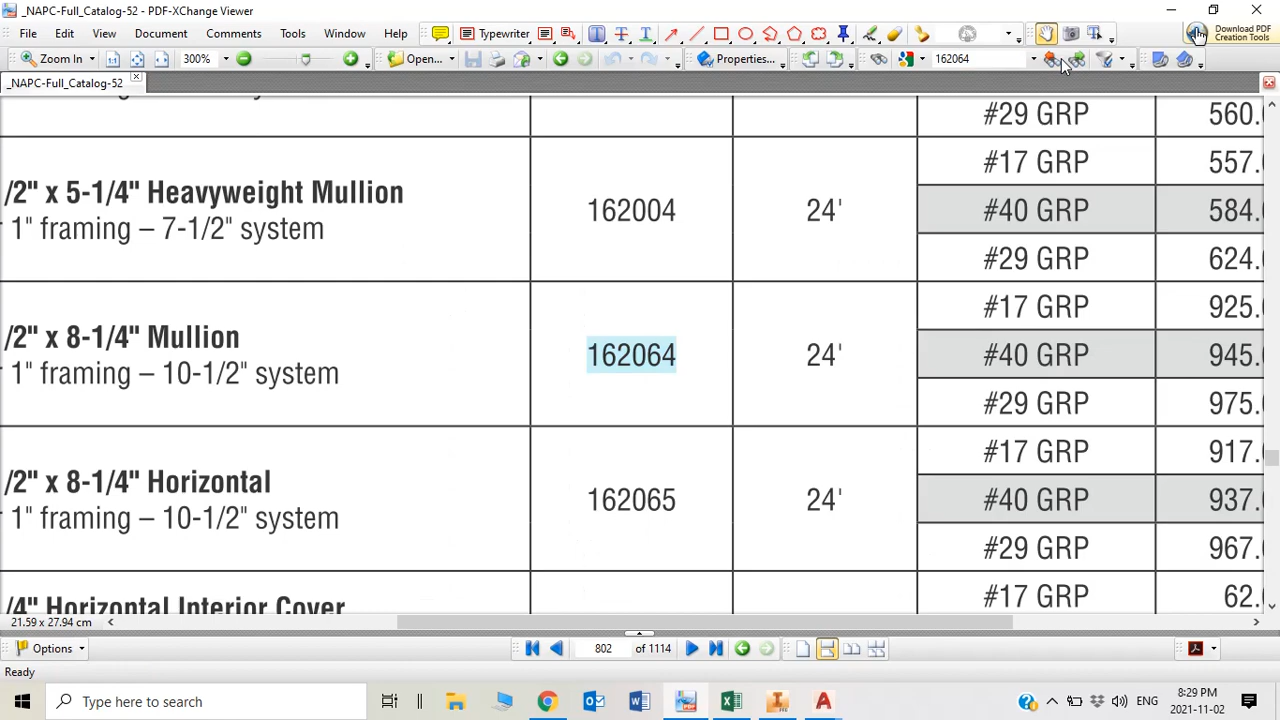 _NAPC-Full_Catalog-52 - PDF-XChange Viewer
File Edit View Document Comments Tools Window Help
Typewriter
Download PDF
Creation Tools
Zoom In 300% Open... Properties... 162064
_NAPC-Full_Catalog-52
#29 GRP 560.
/2" x 5-1/4" Heavyweight Mullion
1" framing – 7-1/2" system
162004 24'
#17 GRP 557.
#40 GRP 584.
#29 GRP 624.
/2" x 8-1/4" Mullion
1" framing – 10-1/2" system
162064 24'
#17 GRP 925.
#40 GRP 945.
#29 GRP 975.
/2" x 8-1/4" Horizontal
1" framing – 10-1/2" system
162065 24'
#17 GRP 917.
#40 GRP 937.
#29 GRP 967.
/4" Horizontal Interior Cover
#17 GRP 62.
21.59 x 27.94 cm
Options 802 of 1114
Ready
Type here to search
ENG
8:29 PM
2021-11-02